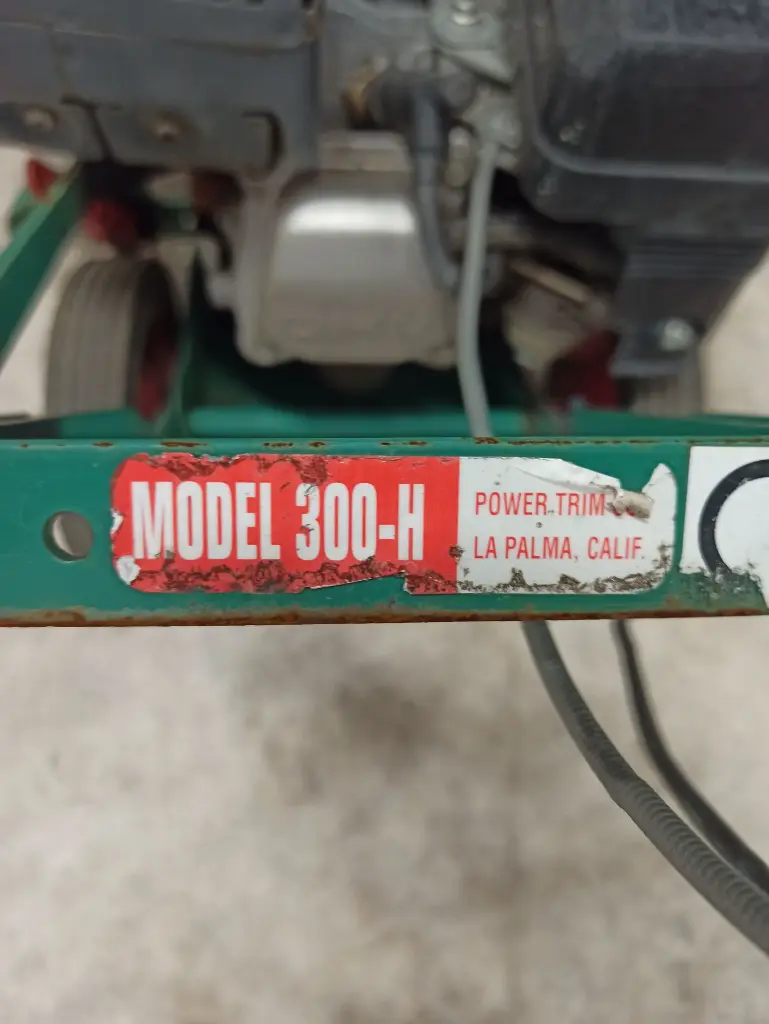 MODEL 300-H
POWER TRIM
LA PALMA, CALIF.